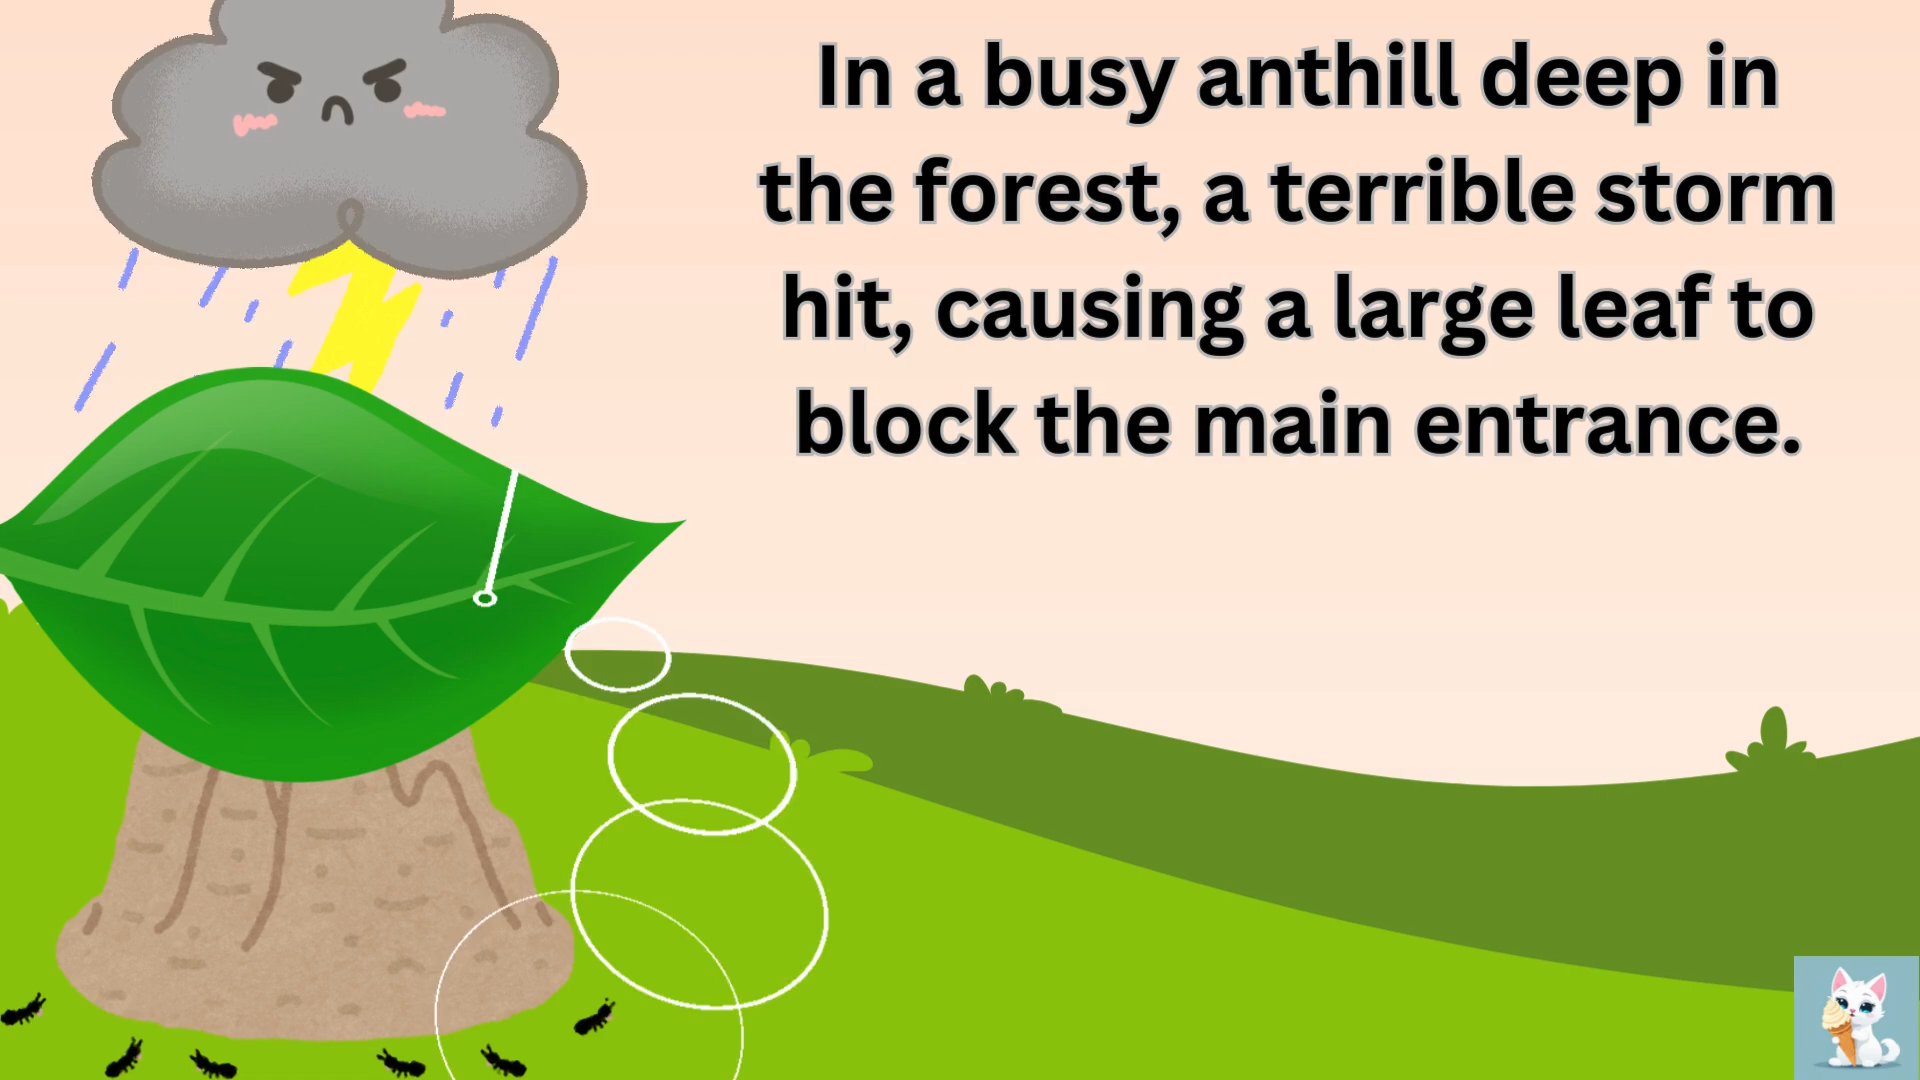 In a busy anthill deep in
the forest, a terrible storm
hit, causing a large leaf to
block the main entrance.